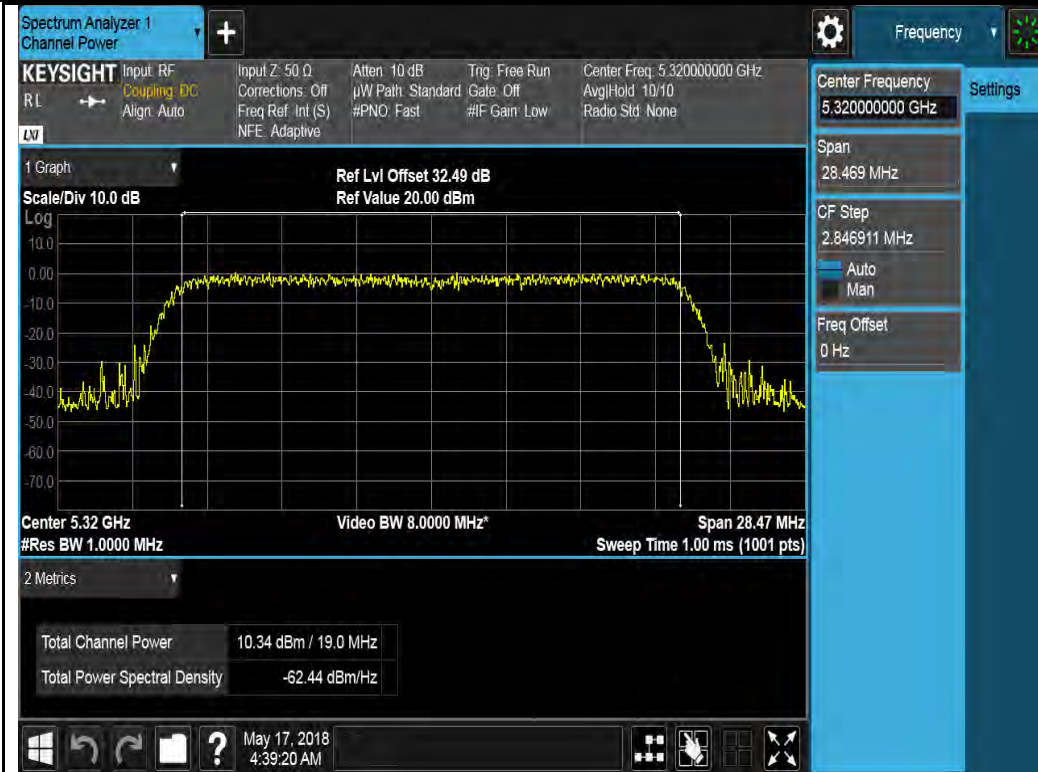 Spectrum Analyzer 1
Channel Power
+
Frequency
KEYSIGHT
RL
LXI
Input: RF
Coupling: DC
Align: Auto
Input Z: 50 Ω
Corrections: Off
Freq Ref: Int (S)
NFE: Adaptive
Atten: 10 dB
µW Path: Standard
#PNO: Fast
Trig: Free Run
Gate: Off
#IF Gain: Low
Center Freq: 5.320000000 GHz
Avg|Hold: 10/10
Radio Std: None
Center Frequency
5.320000000 GHz
Settings
Span
28.469 MHz
CF Step
2.846911 MHz
Auto
Man
Freq Offset
0 Hz
1 Graph
Scale/Div 10.0 dB
Ref Lvl Offset 32.49 dB
Ref Value 20.00 dBm
Log
10.0
0.00
-10.0
-20.0
-30.0
-40.0
-50.0
-60.0
-70.0
Center 5.32 GHz
#Res BW 1.0000 MHz
Video BW 8.0000 MHz*
Span 28.47 MHz
Sweep Time 1.00 ms (1001 pts)
2 Metrics
Total Channel Power 10.34 dBm / 19.0 MHz
Total Power Spectral Density -62.44 dBm/Hz
?
May 17, 2018
4:39:20 AM